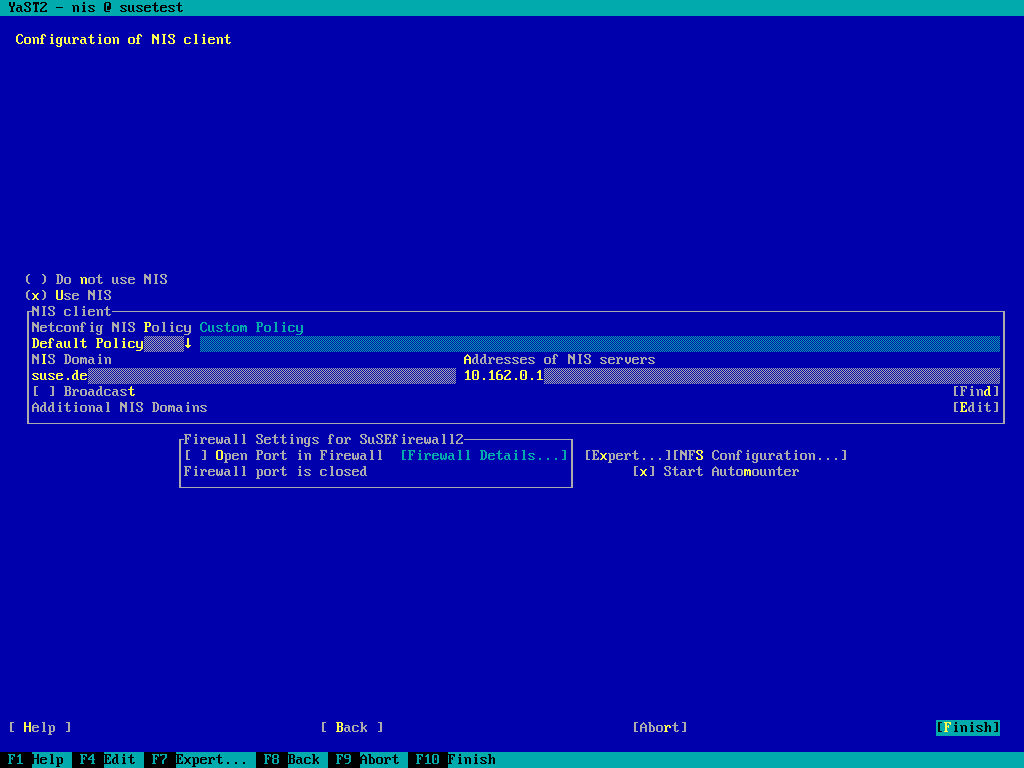 YaST2 - nis @ susetest
Configuration of NIS client
( ) Do not use NIS
(x) Use NIS
NIS client
Netconfig NIS Policy Custom Policy
Default Policy ↓
NIS Domain Addresses of NIS servers
suse.de 10.162.0.1
[ ] Broadcast [Find]
Additional NIS Domains [Edit]
Firewall Settings for SuSEfirewall2
[ ] Open Port in Firewall [Firewall Details...] [Expert...][NFS Configuration...]
Firewall port is closed [x] Start Automounter
[ Help ] [ Back ] [Abort] [Finish]
F1 Help F4 Edit F7 Expert... F8 Back F9 Abort F10 Finish